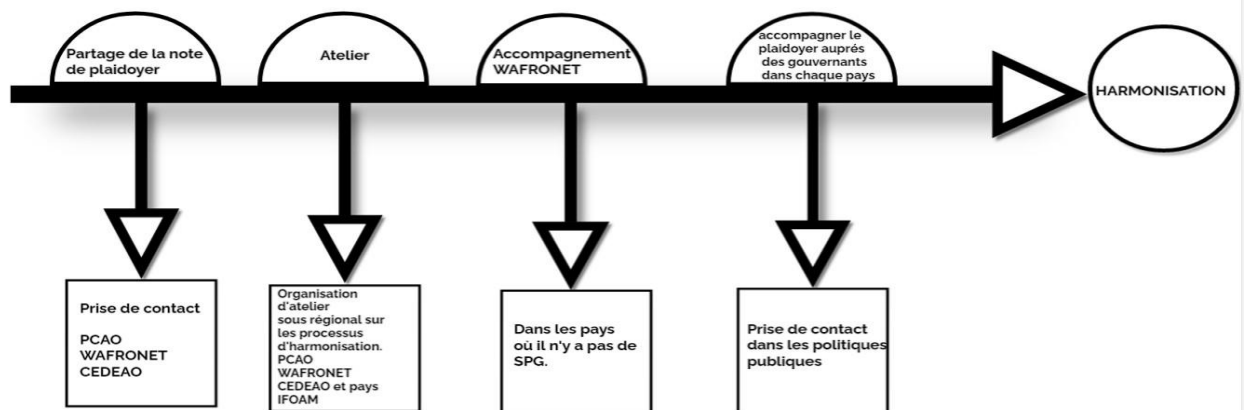 Partage de la note
de plaidoyer
Atelier
Accompagnement
WAFRONET
accompagner le
plaidoyer auprés
des gouvernants
dans chaque pays
HARMONISATION
Prise de contact
PCAO
WAFRONET
CEDEAO
Organisation
d'atelier
sous régional sur
les processus
d'harmonisation.
PCAO
WAFRONET
CEDEAO et pays
IFOAM
Dans les pays
où il n'y a pas de
SPG.
Prise de contact
dans les politiques
publiques